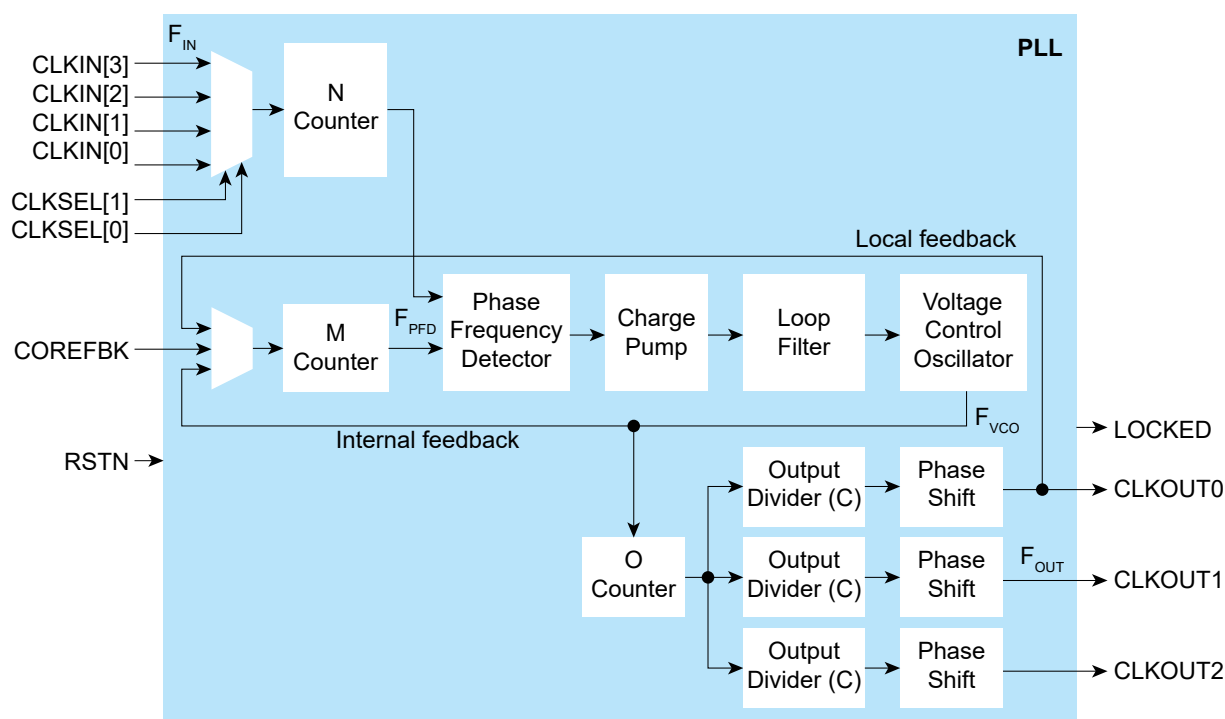 PLL
FIN
CLKIN[3]
CLKIN[2]
CLKIN[1]
CLKIN[0]
CLKSEL[1]
CLKSEL[0]
N
Counter
Local feedback
COREFBK
M
Counter
FPFD
Phase
Frequency
Detector
Charge
Pump
Loop
Filter
Voltage
Control
Oscillator
FVCO
Internal feedback
RSTN
LOCKED
O
Counter
Output
Divider (C)
Phase
Shift
CLKOUT0
Output
Divider (C)
Phase
Shift
FOUT
CLKOUT1
Output
Divider (C)
Phase
Shift
CLKOUT2